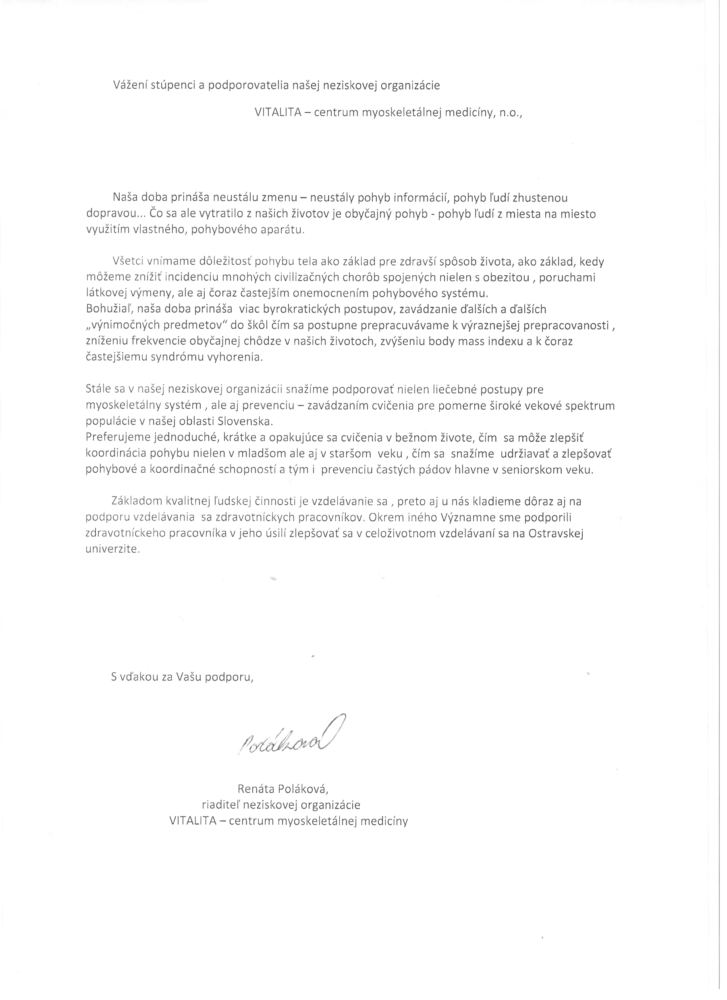 Vážení stúpenci a podporovatelia našej neziskovej organizácie
VITALITA – centrum myoskeletálnej medicíny, n.o.,
Naša doba prináša neustálu zmenu – neustály pohyb informácií, pohyb ľudí zhustenou
dopravou... Čo sa ale vytratilo z našich životov je obyčajný pohyb - pohyb ľudí z miesta na miesto
využitím vlastného, pohybového aparátu.
Všetci vnímame dôležitosť pohybu tela ako základ pre zdravší spôsob života, ako základ, kedy
môžeme znížiť incidenciu mnohých civilizačných chorôb spojených nielen s obezitou , poruchami
látkovej výmeny, ale aj čoraz častejším onemocnením pohybového systému.
Bohužiaľ, naša doba prináša  viac byrokratických postupov, zavádzanie ďalších a ďalších
„výnimočných predmetov“ do škôl čím sa postupne prepracuvávame k výraznejšej prepracovanosti ,
zníženiu frekvencie obyčajnej chôdze v našich životoch, zvýšeniu body mass indexu a k čoraz
častejšiemu syndrómu vyhorenia.
Stále sa v našej neziskovej organizácii snažíme podporovať nielen liečebné postupy pre
myoskeletálny systém , ale aj prevenciu – zavádzaním cvičenia pre pomerne široké vekové spektrum
populácie v našej oblasti Slovenska.
Preferujeme jednoduché, krátke a opakujúce sa cvičenia v bežnom živote, čím  sa môže zlepšiť
koordinácia pohybu nielen v mladšom ale aj v staršom  veku , čím sa  snažíme  udržiavať a zlepšovať
pohybové a koordinačné schopností a tým i  prevenciu častých pádov hlavne v seniorskom veku.
Základom kvalitnej ľudskej činnosti je vzdelávanie sa , preto aj u nás kladieme dôraz aj na
podporu vzdelávania  sa zdravotníckych pracovníkov. Okrem iného Významne sme podporili
zdravotníckeho pracovníka v jeho úsilí zlepšovať sa v celoživotnom vzdelávaní sa na Ostravskej
univerzite.
S vďakou za Vašu podporu,
Poláková
Renáta Poláková,
riaditeľ neziskovej organizácie
VITALITA – centrum myoskeletálnej medicíny